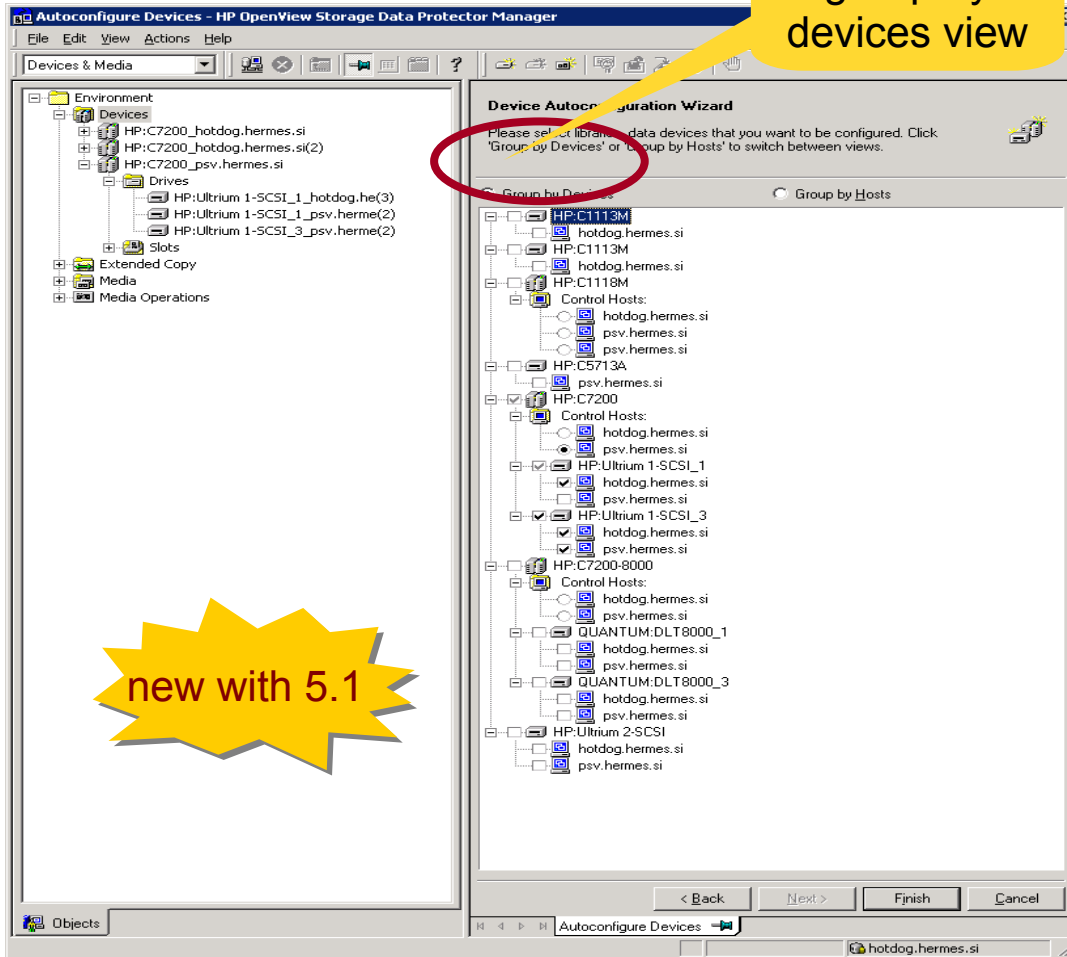 Autoconfigure Devices - HP OpenView Storage Data Protector Manager
devices view
File Edit View Actions Help
Devices & Media
Environment
Devices
HP:C7200_hotdog.hermes.si
HP:C7200_hotdog.hermes.si(2)
HP:C7200_psv.hermes.si
Drives
HP:Ultrium 1-SCSI_1_hotdog.he(3)
HP:Ultrium 1-SCSI_1_psv.herme(2)
HP:Ultrium 1-SCSI_3_psv.herme(2)
Slots
Extended Copy
Media
Media Operations
new with 5.1
Objects
Device Autoconfiguration Wizard
Please select libraries, data devices that you want to be configured. Click
'Group by Devices' or 'Group by Hosts' to switch between views.
Group by Devices Group by Hosts
HP:C1113M
hotdog.hermes.si
HP:C1113M
hotdog.hermes.si
HP:C1118M
Control Hosts:
hotdog.hermes.si
psv.hermes.si
psv.hermes.si
HP:C5713A
psv.hermes.si
HP:C7200
Control Hosts:
hotdog.hermes.si
psv.hermes.si
HP:Ultrium 1-SCSI_1
hotdog.hermes.si
psv.hermes.si
HP:Ultrium 1-SCSI_3
hotdog.hermes.si
psv.hermes.si
HP:C7200-8000
Control Hosts:
hotdog.hermes.si
psv.hermes.si
QUANTUM:DLT8000_1
hotdog.hermes.si
psv.hermes.si
QUANTUM:DLT8000_3
hotdog.hermes.si
psv.hermes.si
HP:Ultrium 2-SCSI
hotdog.hermes.si
psv.hermes.si
< Back Next > Finish Cancel
Autoconfigure Devices
hotdog.hermes.si